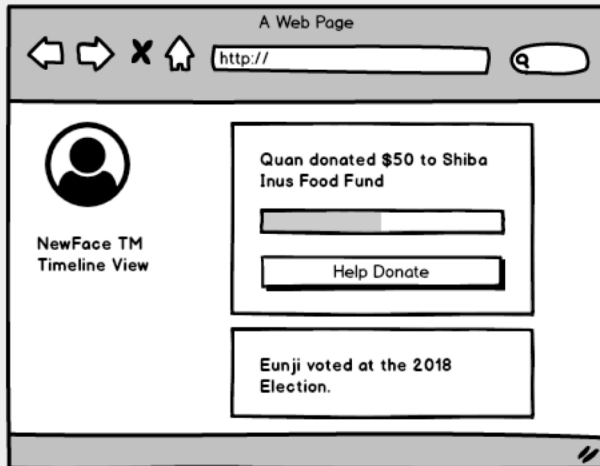 A Web Page
http://
NewFace TM
Timeline View
Quan donated $50 to Shiba
Inus Food Fund
Help Donate
Eunji voted at the 2018
Election.